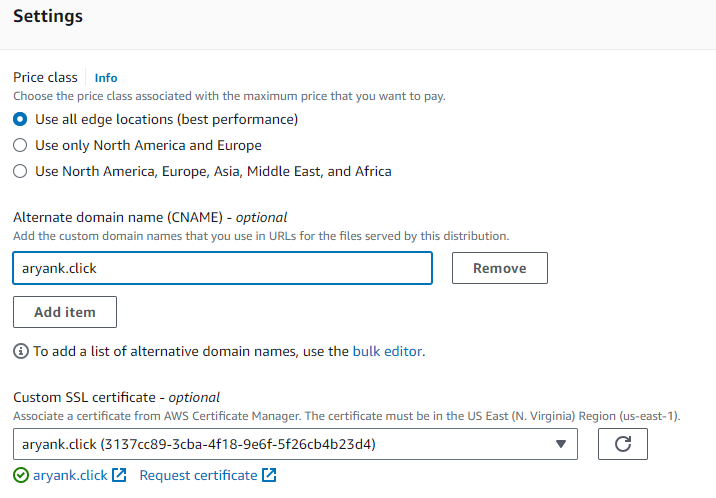 Settings
Price class Info
Choose the price class associated with the maximum price that you want to pay.
Use all edge locations (best performance)
Use only North America and Europe
Use North America, Europe, Asia, Middle East, and Africa
Alternate domain name (CNAME) - optional
Add the custom domain names that you use in URLs for the files served by this distribution.
aryank.click Remove
Add item
To add a list of alternative domain names, use the bulk editor.
Custom SSL certificate - optional
Associate a certificate from AWS Certificate Manager. The certificate must be in the US East (N. Virginia) Region (us-east-1).
aryank.click (3137cc89-3cba-4f18-9e6f-5f26cb4b23d4)
aryank.click Request certificate